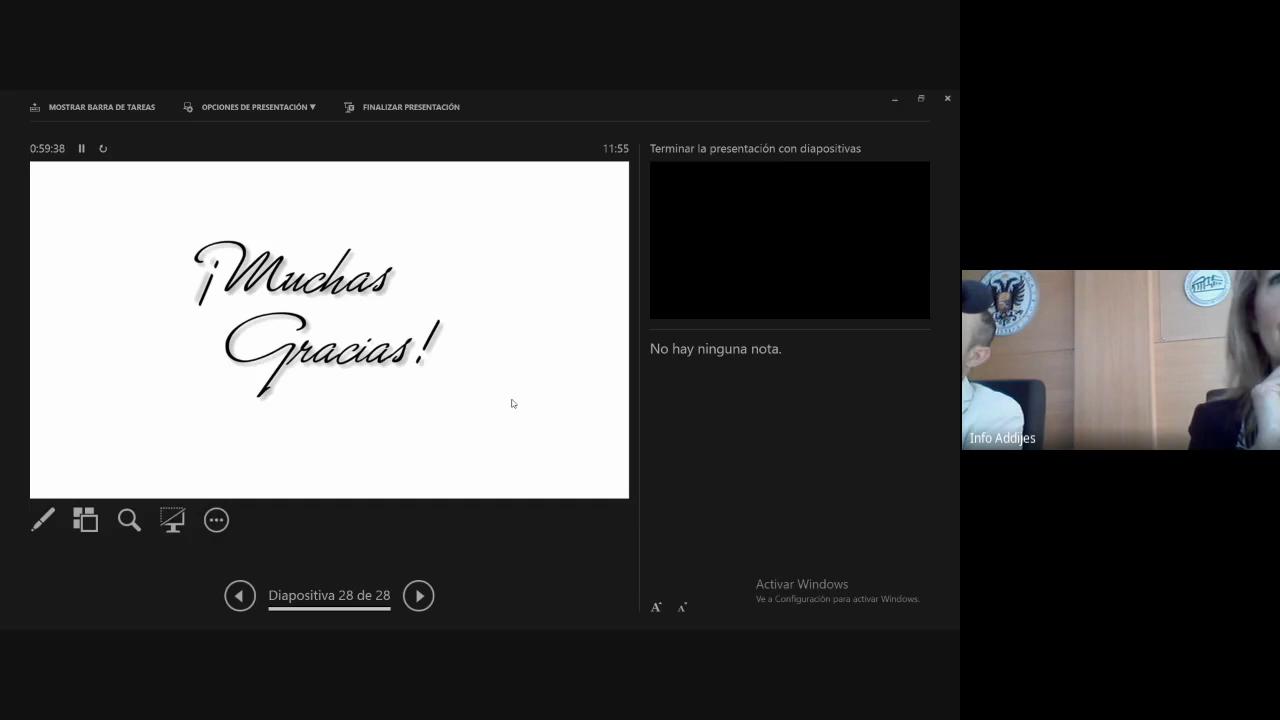 MOSTRAR BARRA DE TAREAS
OPCIONES DE PRESENTACIÓN ▼
FINALIZAR PRESENTACIÓN
0:59:38
11:55
Terminar la presentación con diapositivas
¡Muchas
Gracias!
No hay ninguna nota.
Info Addijes
Activar Windows
Ve a Configuración para activar Windows.
Diapositiva 28 de 28
A A